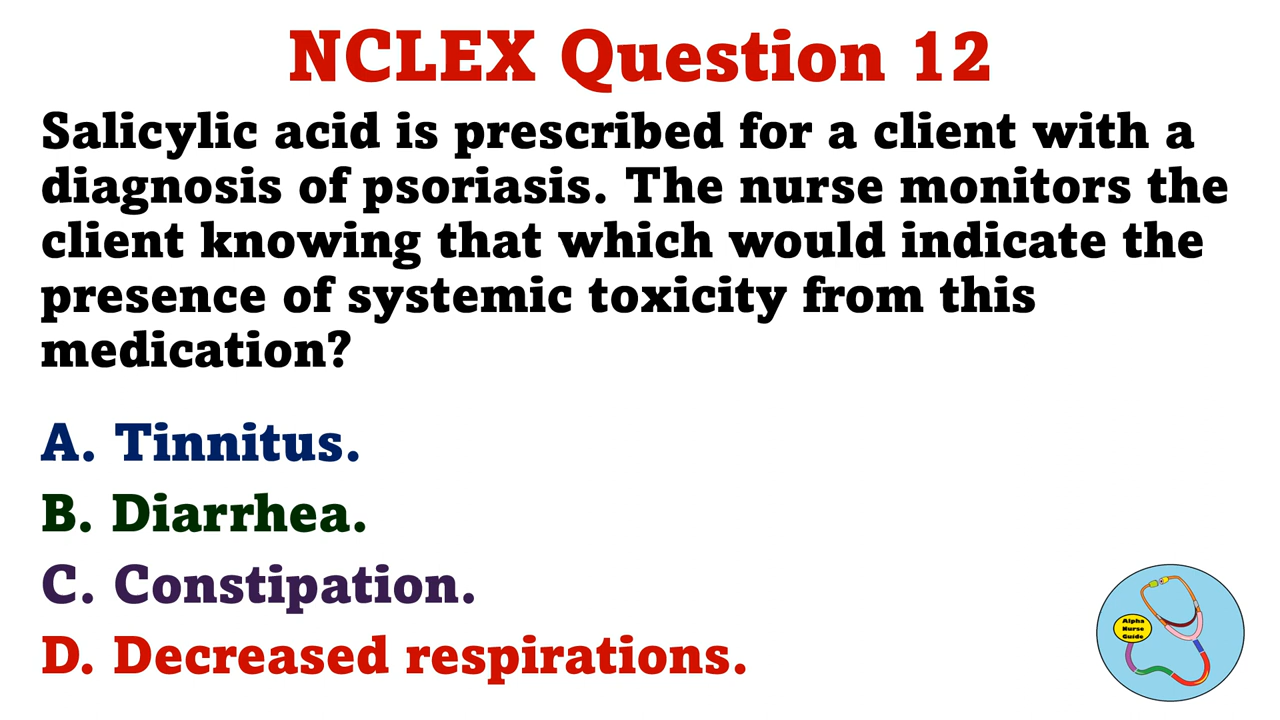 NCLEX Question 12
Salicylic acid is prescribed for a client with a
diagnosis of psoriasis. The nurse monitors the
client knowing that which would indicate the
presence of systemic toxicity from this
medication?
A. Tinnitus.
B. Diarrhea.
C. Constipation.
D. Decreased respirations.
Alpha
Nurse
Guide